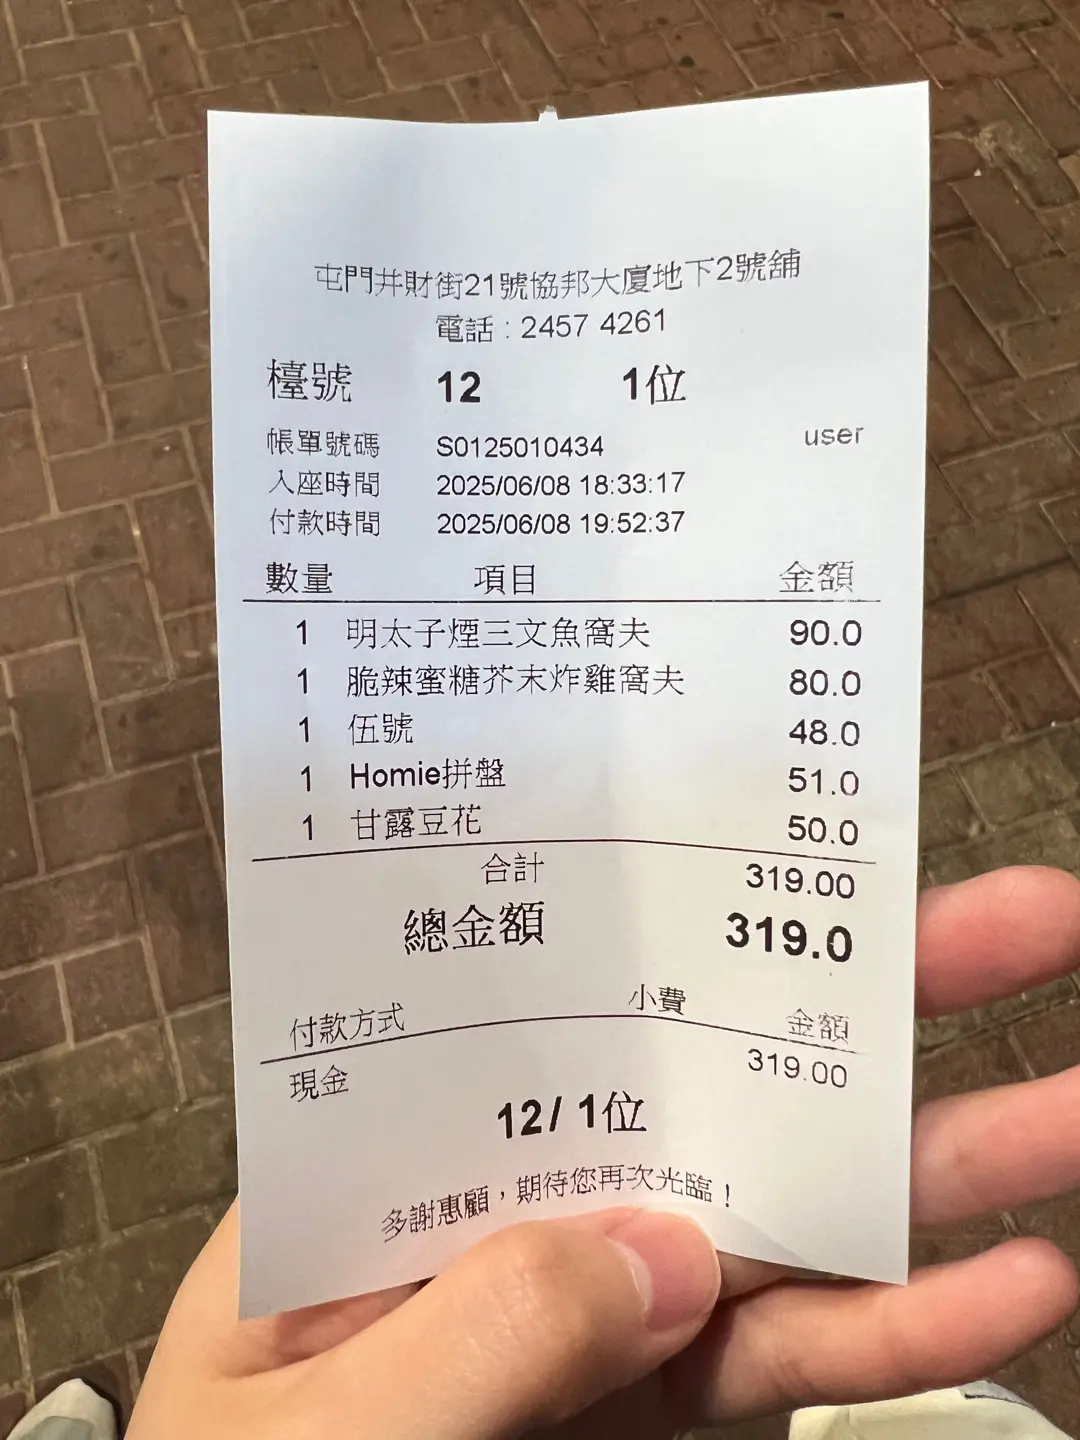 屯門井財街21號協邦大廈地下2號舖
電話：2457 4261
檯號 12 1位
帳單號碼 S0125010434 user
入座時間 2025/06/08 18:33:17
付款時間 2025/06/08 19:52:37
數量 項目 金額
1 明太子煙三文魚窩夫 90.0
1 脆辣蜜糖芥末炸雞窩夫 80.0
1 伍號 48.0
1 Homie拼盤 51.0
1 甘露豆花 50.0
合計 319.00
總金額 319.0
付款方式 小費 金額
現金 319.00
12/ 1位
多謝惠顧，期待您再次光臨！